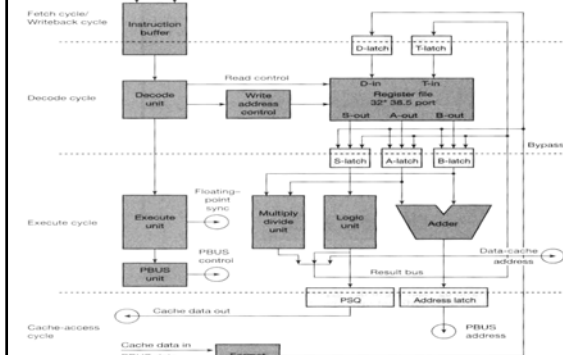 Fetch cycle/
Writeback cycle
Instruction
buffer
D-latch
T-latch
Read control
D-in
T-in
Decode cycle
Decode
unit
Write
address
control
Register file
32* 38.5 port
S-out
A-out
B-out
Bypass
S-latch
A-latch
B-latch
Floating-
point
sync
Execute cycle
Execute
unit
Multiply
divide
unit
Logic
unit
Adder
PBUS
control
Data-cache
address
PBUS
unit
Result bus
PSQ
Address latch
Cache data out
Cache-access
cycle
PBUS
address
Cache data in